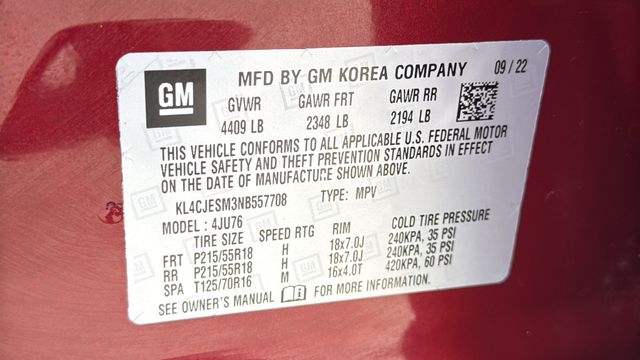 GM
MFD BY GM KOREA COMPANY 09 / 22
GVWR GAWR FRT GAWR RR
4409 LB 2348 LB 2194 LB
THIS VEHICLE CONFORMS TO ALL APPLICABLE U.S. FEDERAL MOTOR
VEHICLE SAFETY AND THEFT PREVENTION STANDARDS IN EFFECT
ON THE DATE OF MANUFACTURE SHOWN ABOVE.
KL4CJESM3NB557708 TYPE: MPV
MODEL : 4JU76
TIRE SIZE SPEED RTG RIM COLD TIRE PRESSURE
FRT P215/55R18 H 18x7.0J 240KPA, 35 PSI
RR P215/55R18 H 18x7.0J 240KPA, 35 PSI
SPA T125/70R16 M 16x4.0T 420KPA, 60 PSI
SEE OWNER'S MANUAL FOR MORE INFORMATION.